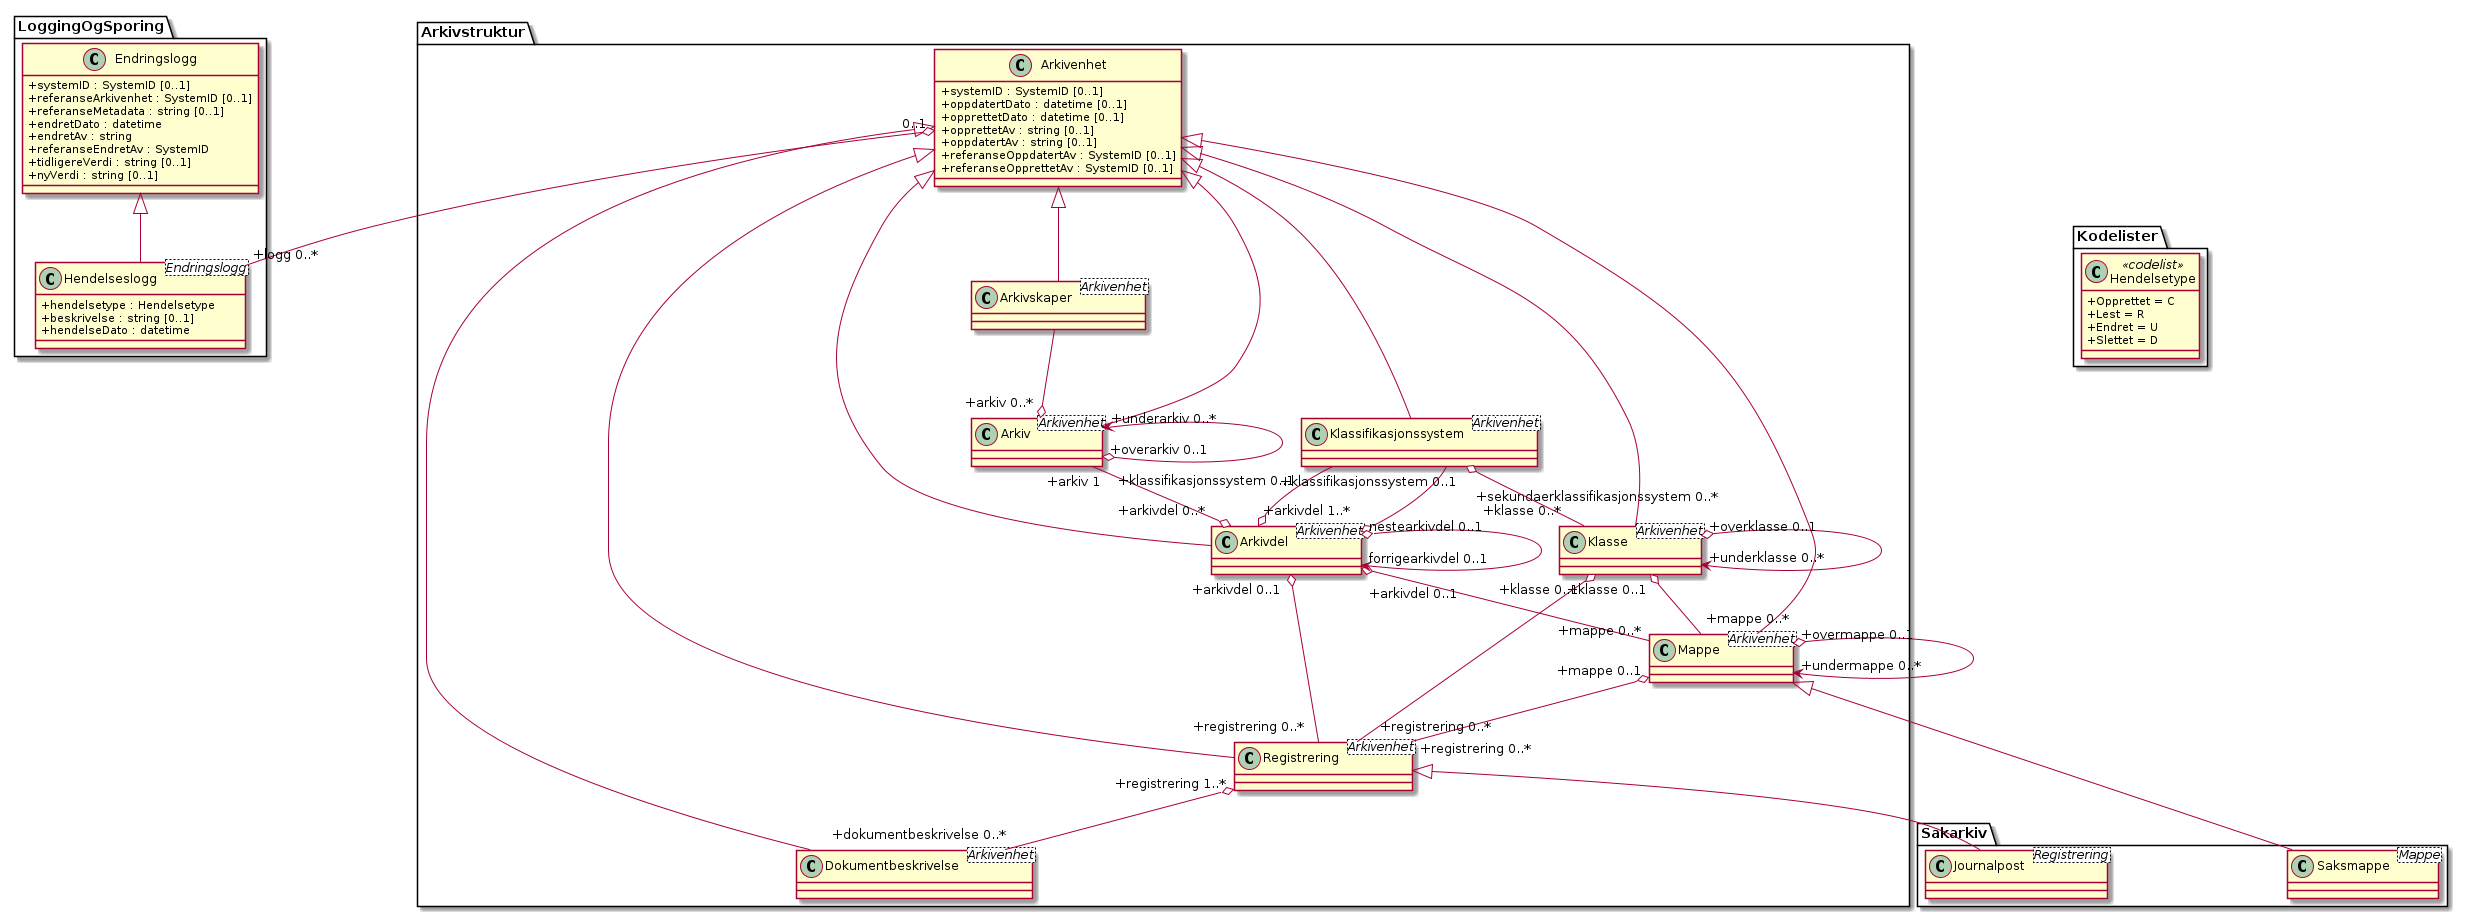 LoggingOgSporing
C Endringslogg
+systemID : SystemID [0..1]
+referanseArkivenhet : SystemID [0..1]
+referanseMetadata : string [0..1]
+endretDato : datetime
+endretAv : string
+referanseEndretAv : SystemID
+tidligereVerdi : string [0..1]
+nyVerdi : string [0..1]
+logg 0..*
Endringslogg
C Hendelseslogg
+hendelsetype : Hendelsetype
+beskrivelse : string [0..1]
+hendelseDato : datetime
Arkivstruktur
C Arkivenhet
+systemID : SystemID [0..1]
+oppdatertDato : datetime [0..1]
+opprettetDato : datetime [0..1]
+opprettetAv : string [0..1]
+oppdatertAv : string [0..1]
+referanseOppdatertAv : SystemID [0..1]
+referanseOpprettetAv : SystemID [0..1]
0..1
Arkivenhet
C Arkivskaper
+arkiv 0..*
Arkivenhet
C Arkiv
+underarkiv 0..*
+overarkiv 0..1
Arkivenhet
C Klassifikasjonssystem
+arkiv 1
+klassifikasjonssystem 0..1
+klassifikasjonssystem 0..1
+sekundaerklassifikasjonssystem 0..*
+arkivdel 0..*
+arkivdel 1..*
+klasse 0..*
Arkivenhet
C Arkivdel
+nestearkivdel 0..1
+forrigearkivdel 0..1
Arkivenhet
C Klasse
+overklasse 0..1
+underklasse 0..*
+arkivdel 0..1
+arkivdel 0..1
+klasse 0..1
+klasse 0..1
+mappe 0..*
+mappe 0..*
Arkivenhet
C Mappe
+overmappe 0..1
+undermappe 0..*
+mappe 0..1
+registrering 0..*
+registrering 0..*
+registrering 0..*
Arkivenhet
C Registrering
+registrering 1..*
+dokumentbeskrivelse 0..*
Arkivenhet
C Dokumentbeskrivelse
Kodelister
«codelist»
C Hendelsetype
+Opprettet = C
+Lest = R
+Endret = U
+Slettet = D
Sakarkiv
Registrering
C Journalpost
Mappe
C Saksmappe